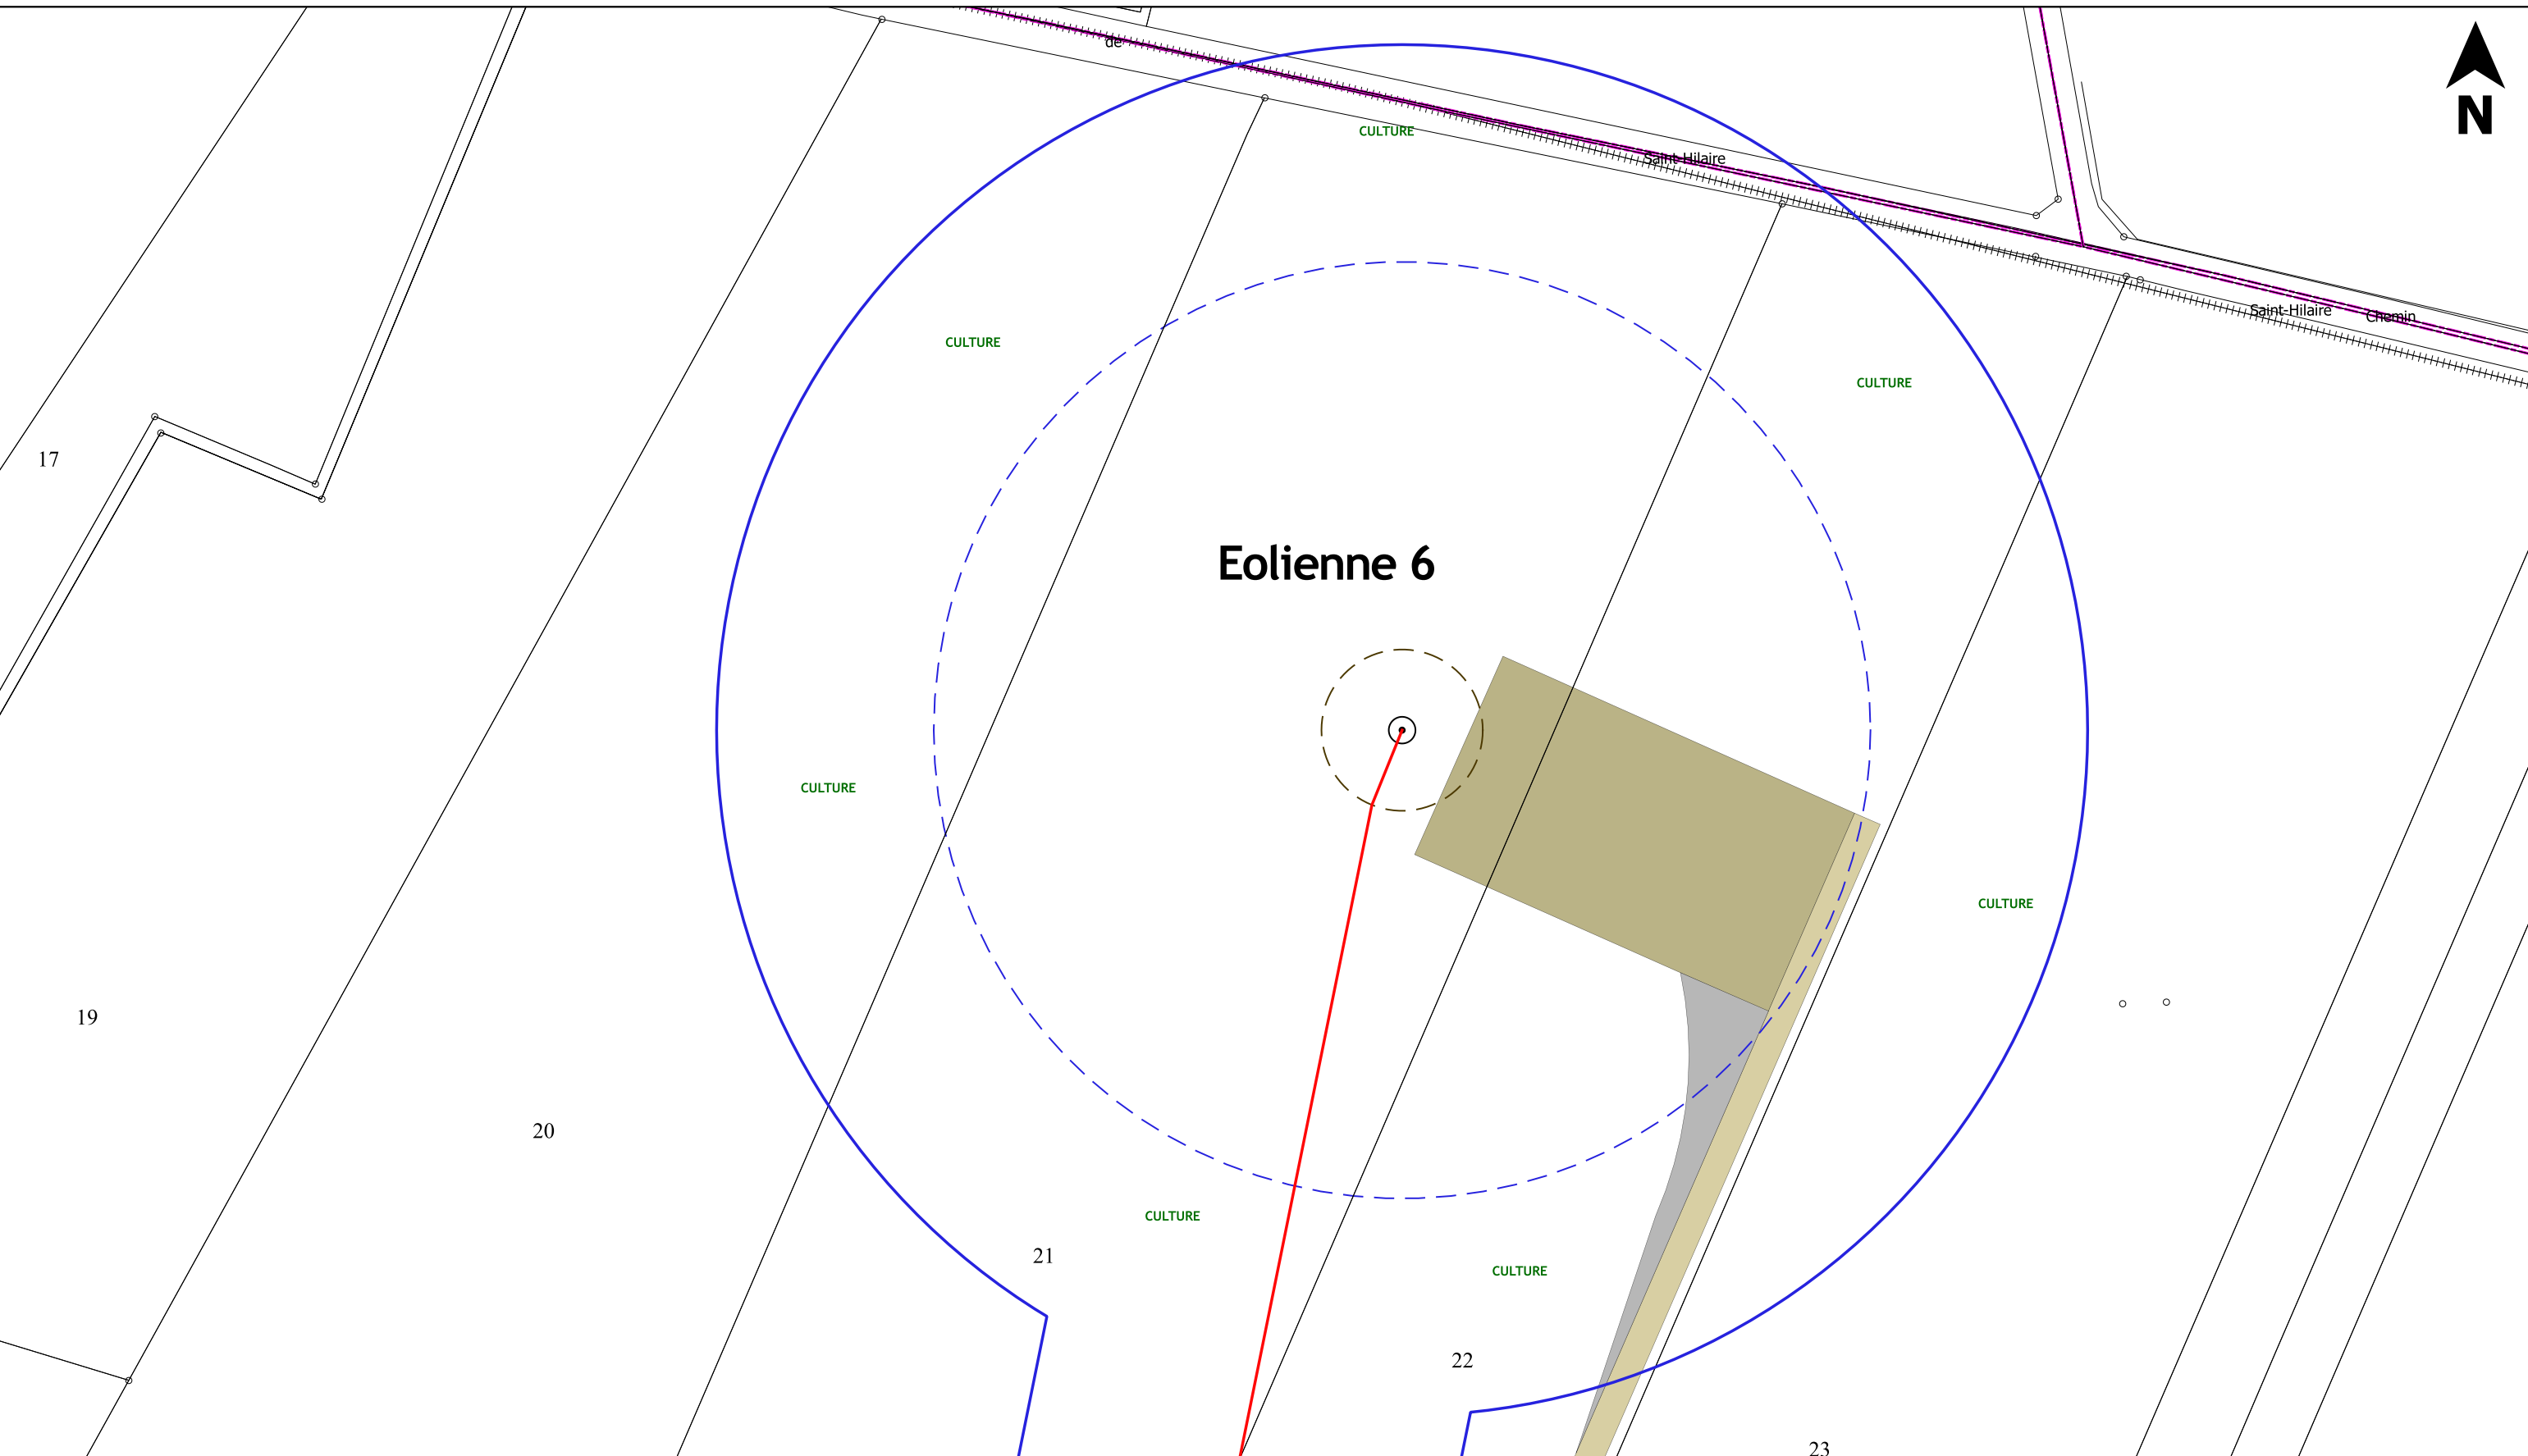 de
N
CULTURE
Saint-Hilaire
Saint-Hilaire
Chemin
CULTURE
CULTURE
17
Eolienne 6
CULTURE
CULTURE
19
20
CULTURE
21
CULTURE
22
23